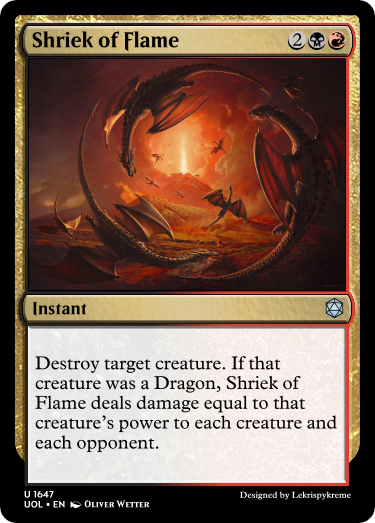 Shriek of Flame 2
Instant
Destroy target creature. If that
creature was a Dragon, Shriek of
Flame deals damage equal to that
creature's power to each creature and
each opponent.
U 1647
UOL • EN Oliver Wetter
Designed by Lekrispykreme